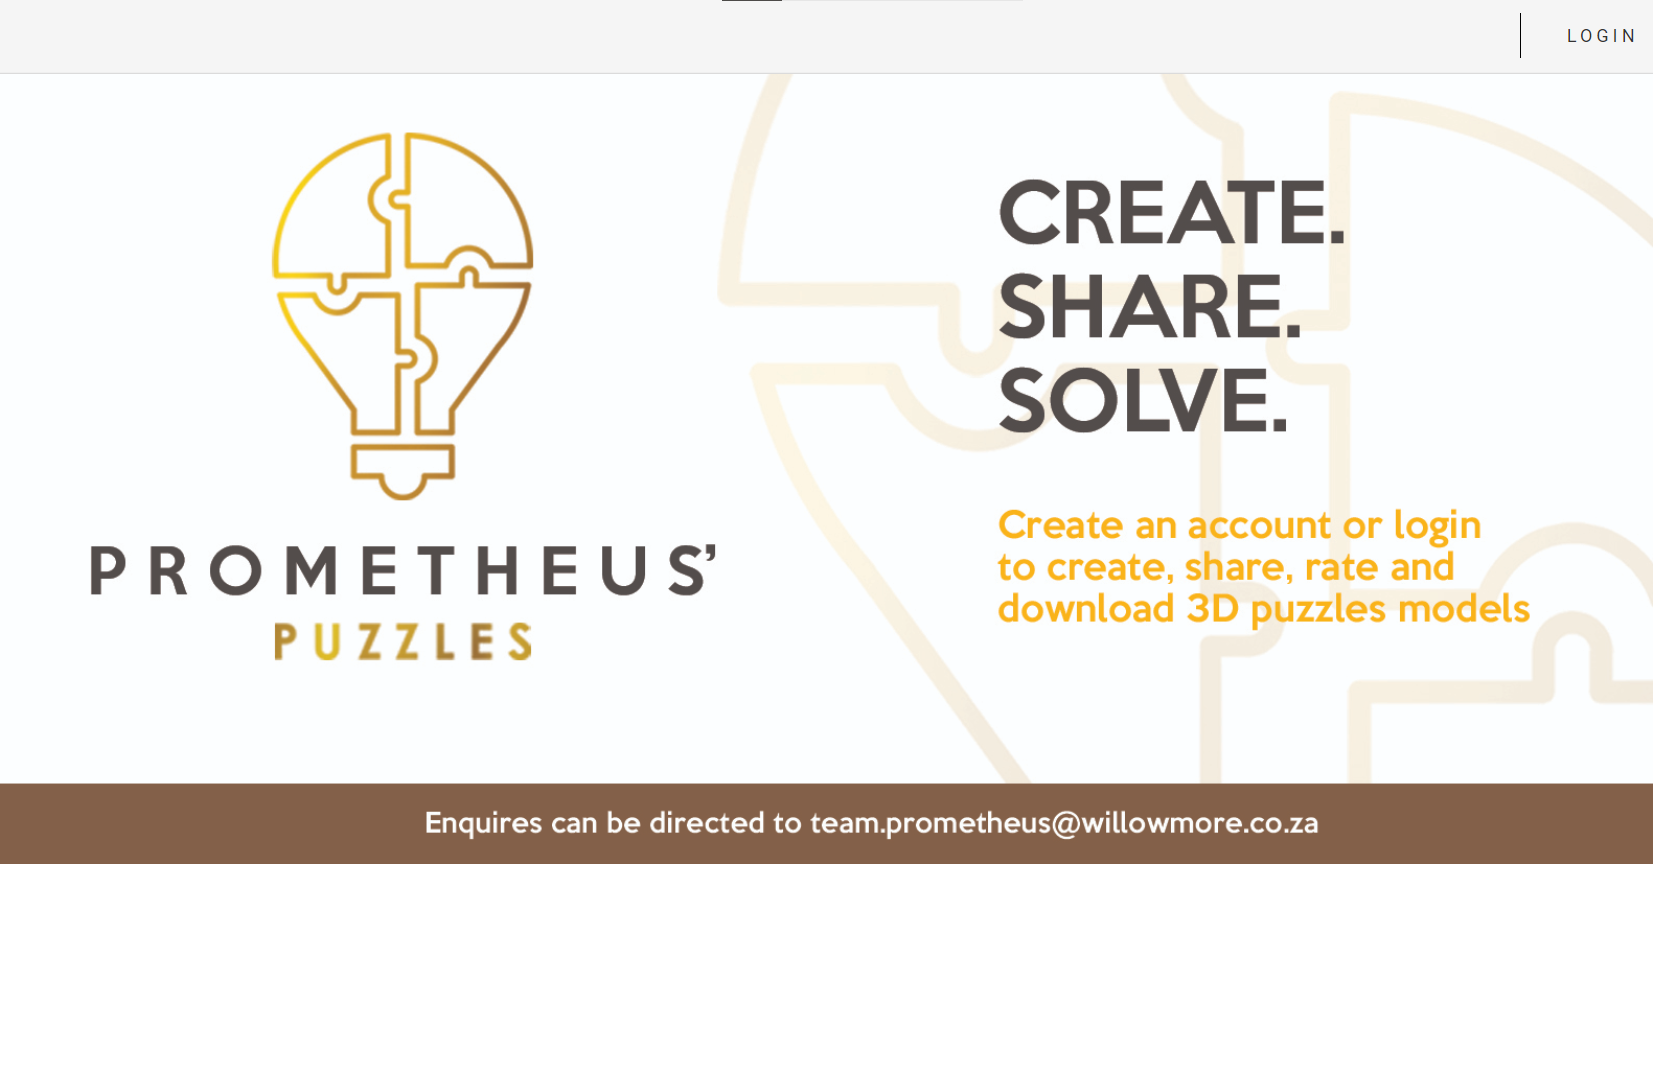 LOGIN
CREATE.
SHARE.
SOLVE.
Create an account or login
to create, share, rate and
download 3D puzzles models
PROMETHEUS'
PUZZLES
Enquires can be directed to team.prometheus@willowmore.co.za